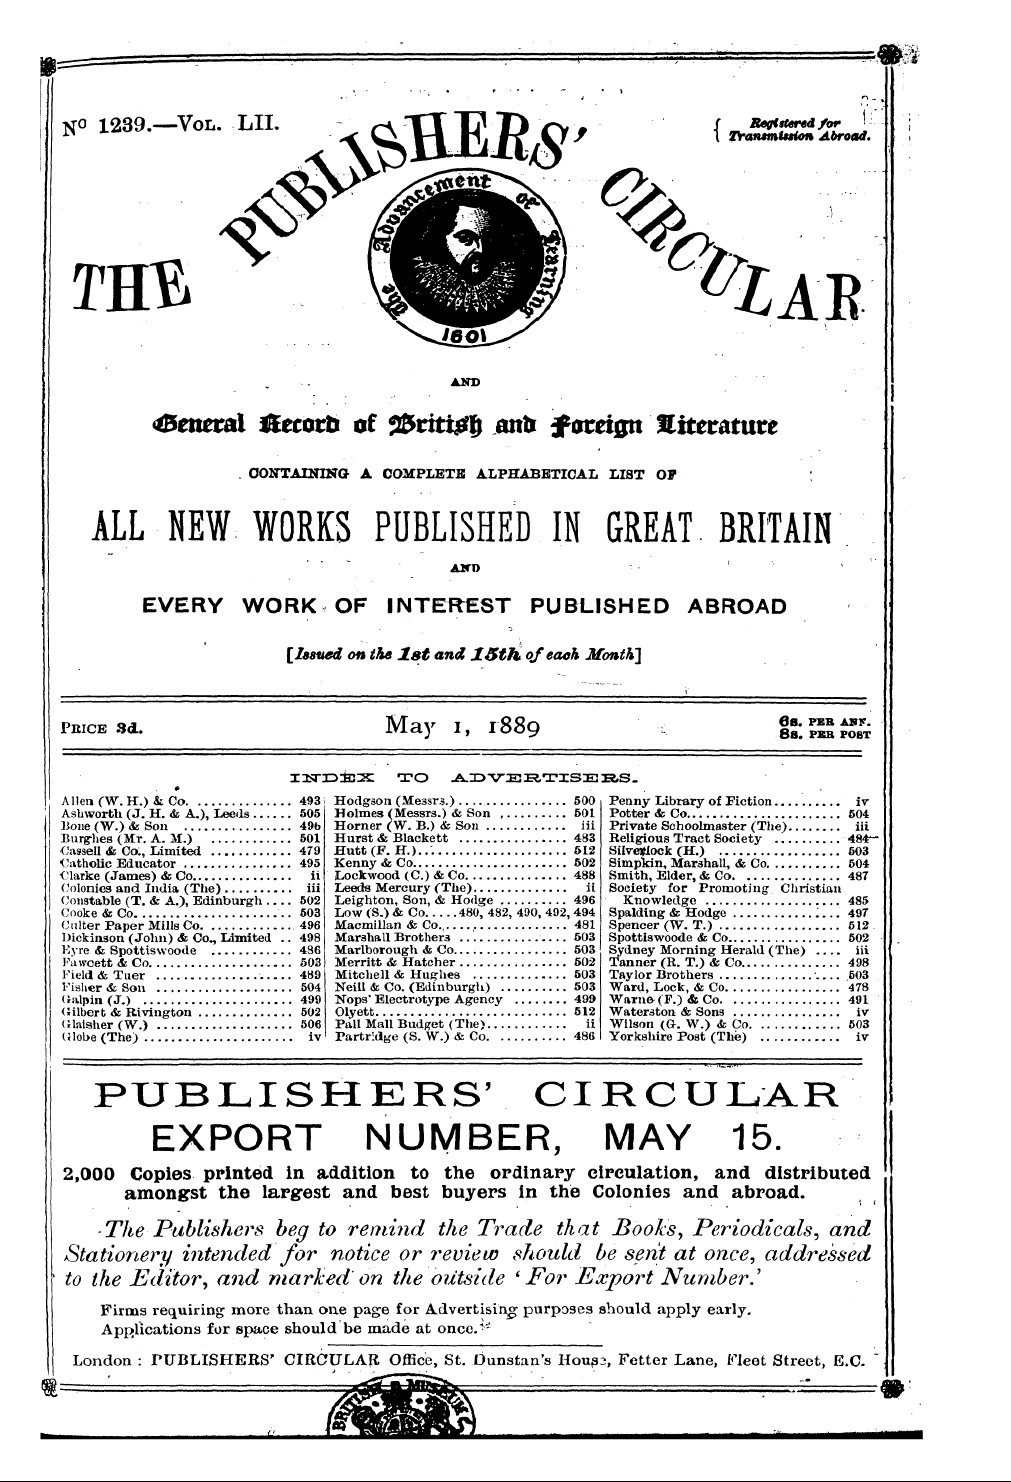 Nº 1239.—VOL. LII.
Registered for
Transmission Abroad.
THE PUBLISHERS' CIRCULAR
The Advancement of Learning
1601
AND
General Record of British and Foreign Literature
CONTAINING A COMPLETE ALPHABETICAL LIST OF
ALL NEW WORKS PUBLISHED IN GREAT BRITAIN
AND
EVERY WORK OF INTEREST PUBLISHED ABROAD
[Issued on the 1st and 15th of each Month]
PRICE 3d.
May 1, 1889
6s. PER ANN.
8s. PER POST
INDEX TO ADVERTISERS.
Allen (W. H.) & Co. .............. 493
Ashworth (J. H. & A.), Leeds ...... 505
Bone (W.) & Son ................ 496
Burghes (Mr. A. M.) ............ 501
Cassell & Co., Limited ............ 479
Catholic Educator ................ 495
Clarke (James) & Co............... ii
Colonies and India (The) .......... iii
Constable (T. & A.), Edinburgh .... 502
Cooke & Co. ...................... 503
Culter Paper Mills Co. ............ 496
Dickinson (John) & Co., Limited .. 498
Eyre & Spottiswoode ............ 486
Fawcett & Co. .................... 503
Field & Tuer .................... 489
Fisher & Son .................... 504
Galpin (J.) ...................... 499
Gilbert & Rivington .............. 502
Glaisher (W.) .................... 506
Globe (The) ...................... iv
Hodgson (Messrs.) ................ 500
Holmes (Messrs.) & Son .......... 501
Horner (W. B.) & Son ............ iii
Hurst & Blackett ................ 483
Hutt (F. H.) ...................... 512
Kenny & Co. ...................... 502
Lockwood (C.) & Co. .............. 488
Leeds Mercury (The) .............. ii
Leighton, Son, & Hodge .......... 496
Low (S.) & Co. .....480, 482, 490, 492, 494
Macmillan & Co. .................. 481
Marshall Brothers ................ 503
Marlborough & Co. ................ 503
Merritt & Hatcher ................ 502
Mitchell & Hughes .............. 503
Neill & Co. (Edinburgh) .......... 503
Nops' Electrotype Agency ........ 499
Olyett ............................ 512
Pall Mall Budget (The) ............ ii
Partridge (S. W.) & Co. .......... 486
Penny Library of Fiction .......... iv
Potter & Co. ...................... 504
Private Schoolmaster (The) ........ iii
Religious Tract Society .......... 484
Silverlock (H.) .................. 503
Simpkin, Marshall, & Co. .......... 504
Smith, Elder, & Co. .............. 487
Society for Promoting Christian
Knowledge .................... 485
Spalding & Hodge ................ 497
Spencer (W. T.) .................. 512
Spottiswoode & Co. ................ 502
Sydney Morning Herald (The) .... iii
Tanner (R. T.) & Co. .............. 498
Taylor Brothers .................. 503
Ward, Lock, & Co. ................ 478
Warne (F.) & Co. ................ 491
Waterston & Sons ................ iv
Wilson (G. W.) & Co. ............ 503
Yorkshire Post (The) ............ iv
PUBLISHERS' CIRCULAR
EXPORT NUMBER, MAY 15.
2,000 Copies printed in addition to the ordinary circulation, and distributed
amongst the largest and best buyers in the Colonies and abroad.
The Publishers beg to remind the Trade that Books, Periodicals, and
Stationery intended for notice or review should be sent at once, addressed
to the Editor, and marked on the outside ‘For Export Number.’
Firms requiring more than one page for Advertising purposes should apply early.
Applications for space should be made at once.
London : PUBLISHERS' CIRCULAR Office, St. Dunstan's House, Fetter Lane, Fleet Street, E.C.
BRITISH MUSEUM